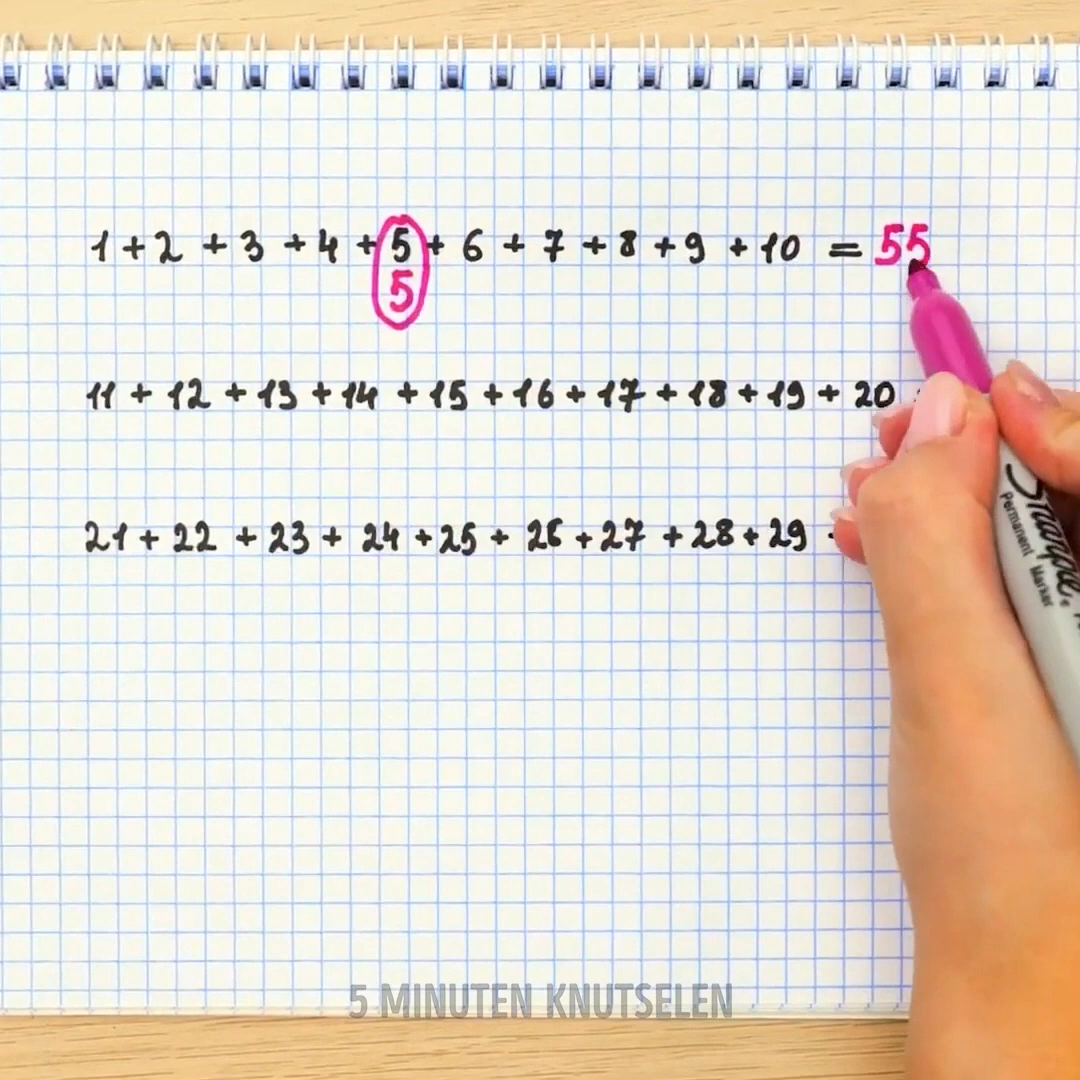 1 + 2 + 3 + 4 + 5 + 6 + 7 + 8 + 9 + 10 = 55
5
11 + 12 + 13 + 14 + 15 + 16 + 17 + 18 + 19 + 20
21 + 22 + 23 + 24 + 25 + 26 + 27 + 28 + 29
Sharpie
Permanent Marker
5 MINUTEN KNUTSELEN